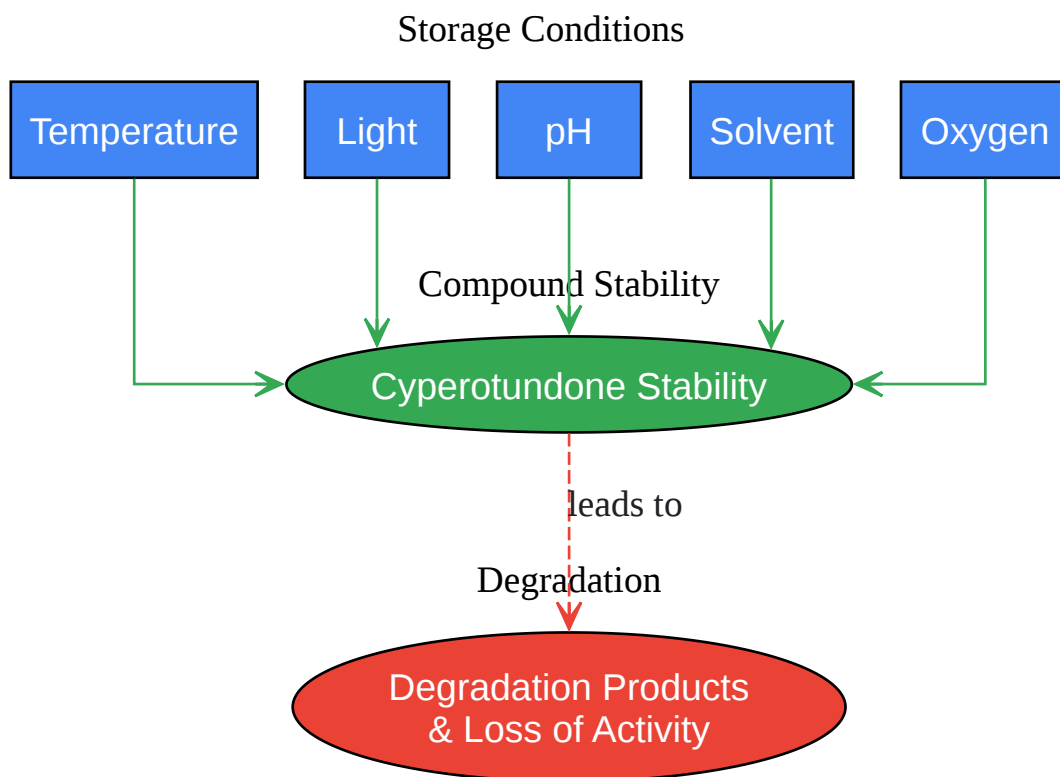 Storage Conditions
Temperature
Light
pH
Solvent
Oxygen
Compound Stability
Cyperotundone Stability
leads to
Degradation
Degradation Products
& Loss of Activity